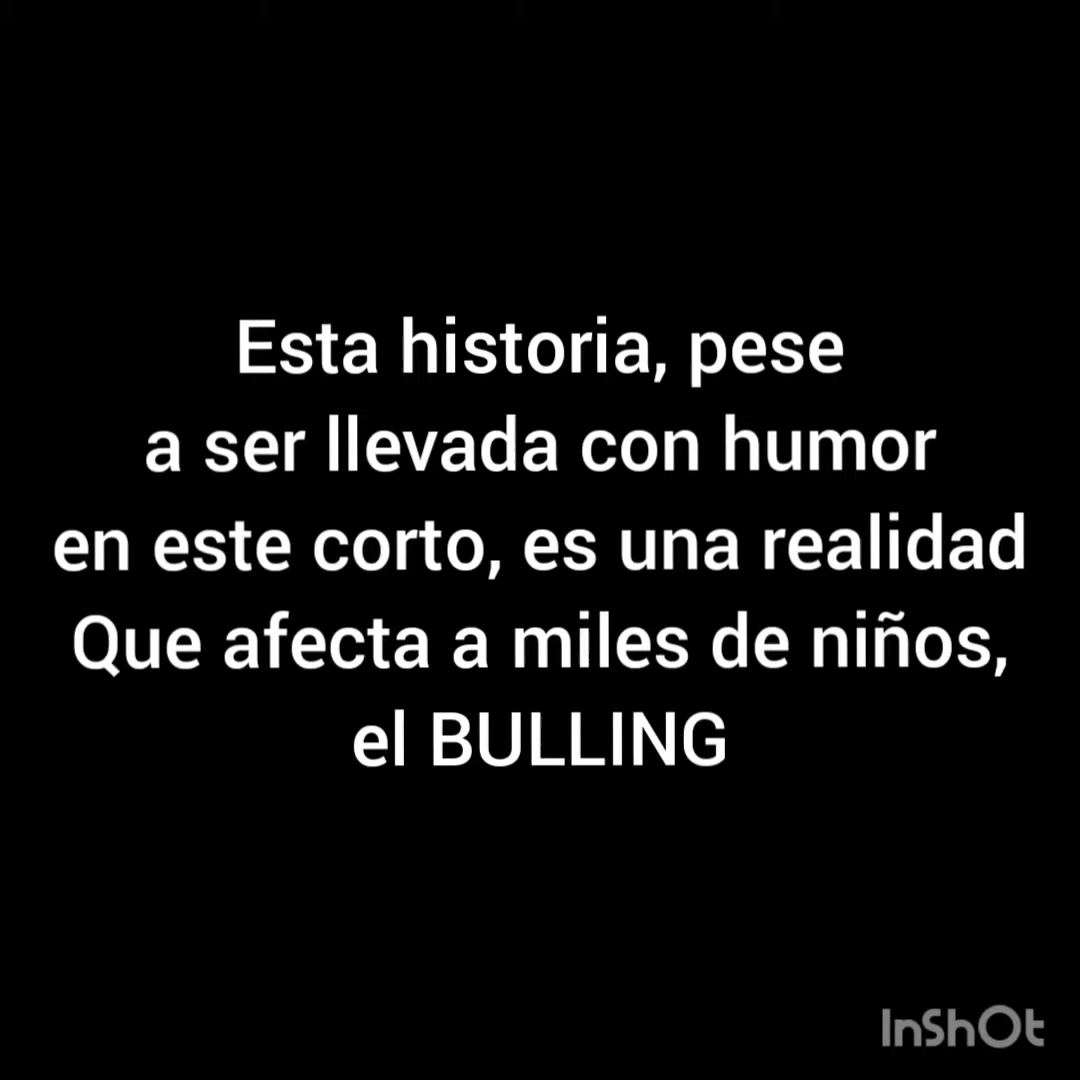 Esta historia, pese
a ser llevada con humor
en este corto, es una realidad
Que afecta a miles de niños,
el BULLING
InShOt